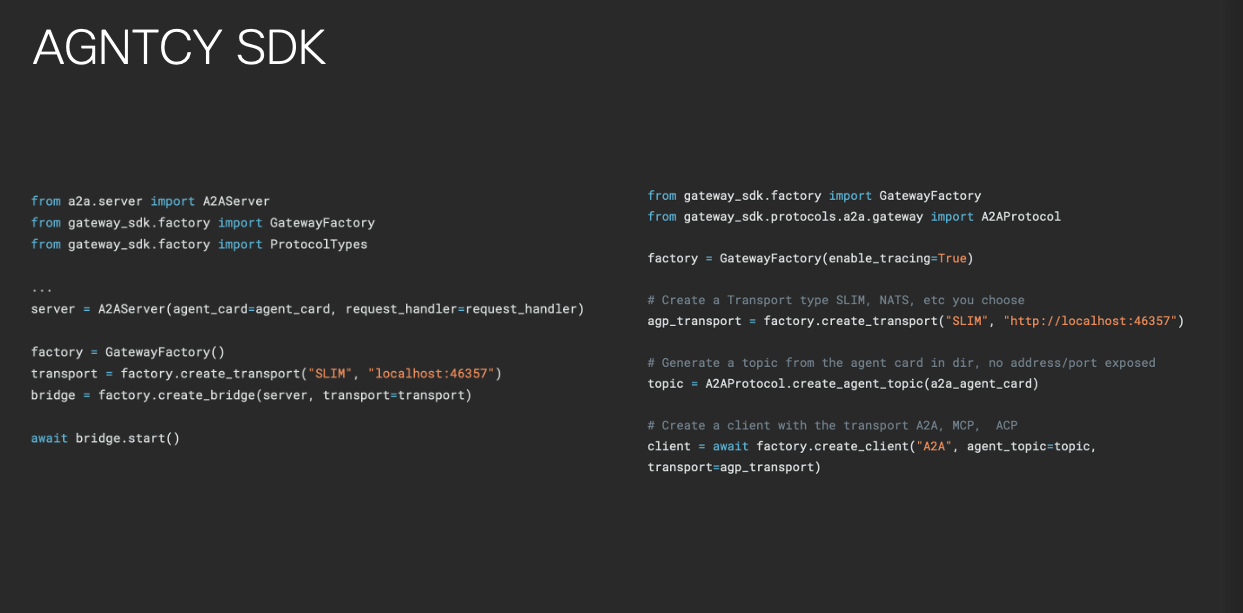 AGNTCY SDK
from a2a.server import A2AServer
from gateway_sdk.factory import GatewayFactory
from gateway_sdk.factory import ProtocolTypes
...
server = A2AServer(agent_card=agent_card, request_handler=request_handler)
factory = GatewayFactory()
transport = factory.create_transport("SLIM", "localhost:46357")
bridge = factory.create_bridge(server, transport=transport)
await bridge.start()
from gateway_sdk.factory import GatewayFactory
from gateway_sdk.protocols.a2a.gateway import A2AProtocol
factory = GatewayFactory(enable_tracing=True)
# Create a Transport type SLIM, NATS, etc you choose
agp_transport = factory.create_transport("SLIM", "http://localhost:46357")
# Generate a topic from the agent card in dir, no address/port exposed
topic = A2AProtocol.create_agent_topic(a2a_agent_card)
# Create a client with the transport A2A, MCP,  ACP
client = await factory.create_client("A2A", agent_topic=topic,
transport=agp_transport)